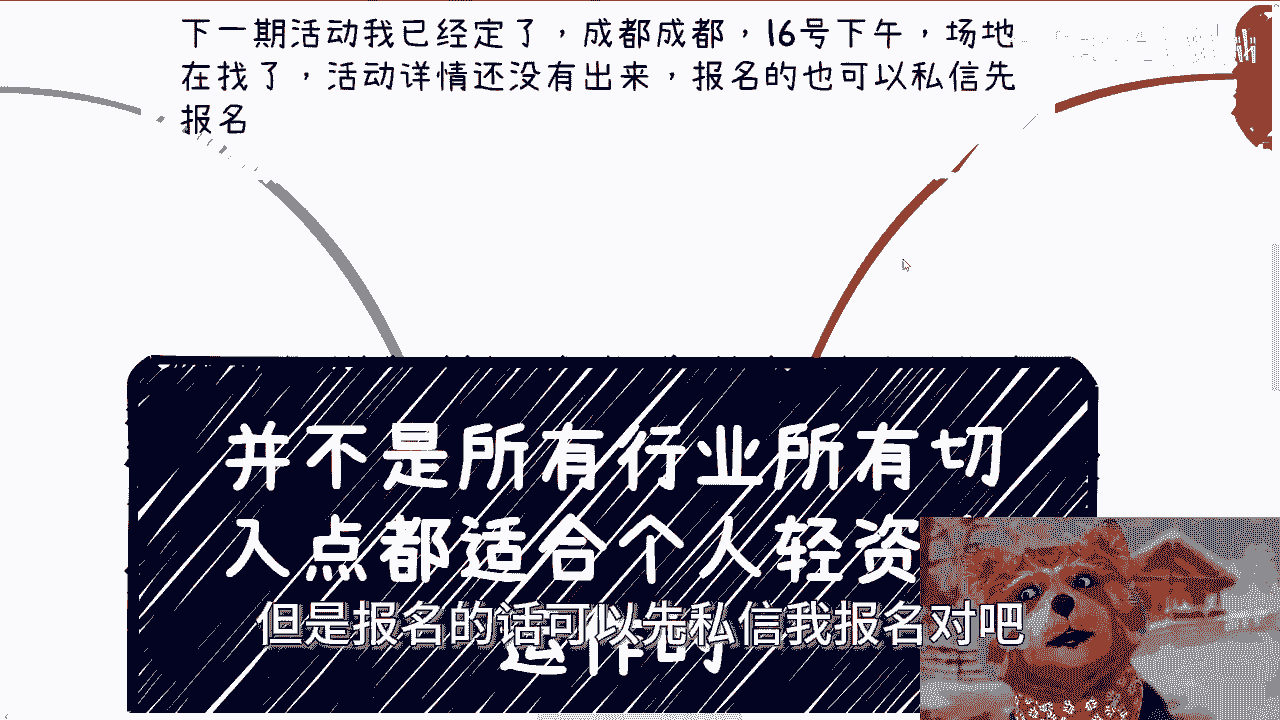 下一期活动我已经定了，成都成都，16号下午，场地
在找了，活动详情还没有出来，报名的也可以私信先
报名
并不是所有行业所有切
入点都适合个人轻资
但是报名的话可以先私信我报名对吧
运作的